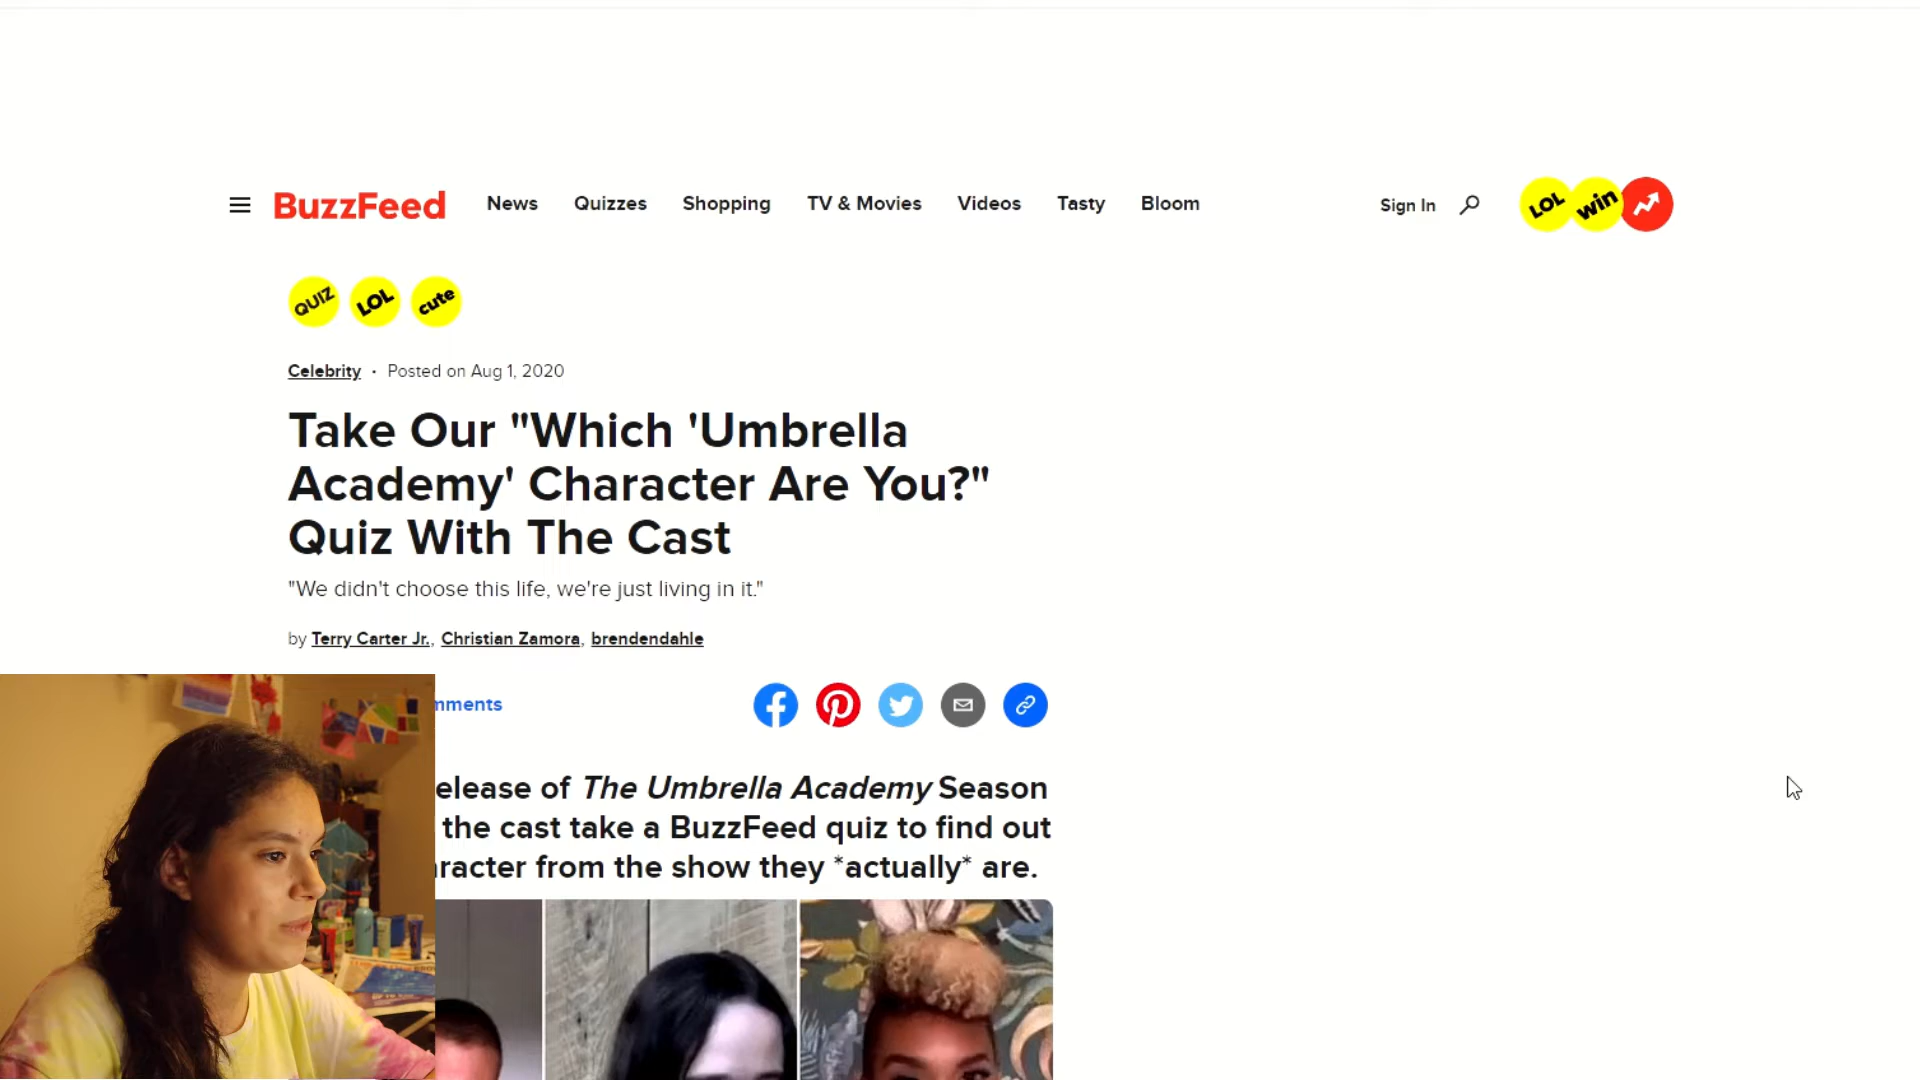 BuzzFeed News Quizzes Shopping TV & Movies Videos Tasty Bloom Sign In LOL win
QUIZ LOL cute
Celebrity · Posted on Aug 1, 2020
Take Our "Which 'Umbrella
Academy' Character Are You?"
Quiz With The Cast
"We didn't choose this life, we're just living in it."
by Terry Carter Jr., Christian Zamora, brendendahle
mments
elease of The Umbrella Academy Season
the cast take a BuzzFeed quiz to find out
racter from the show they *actually* are.